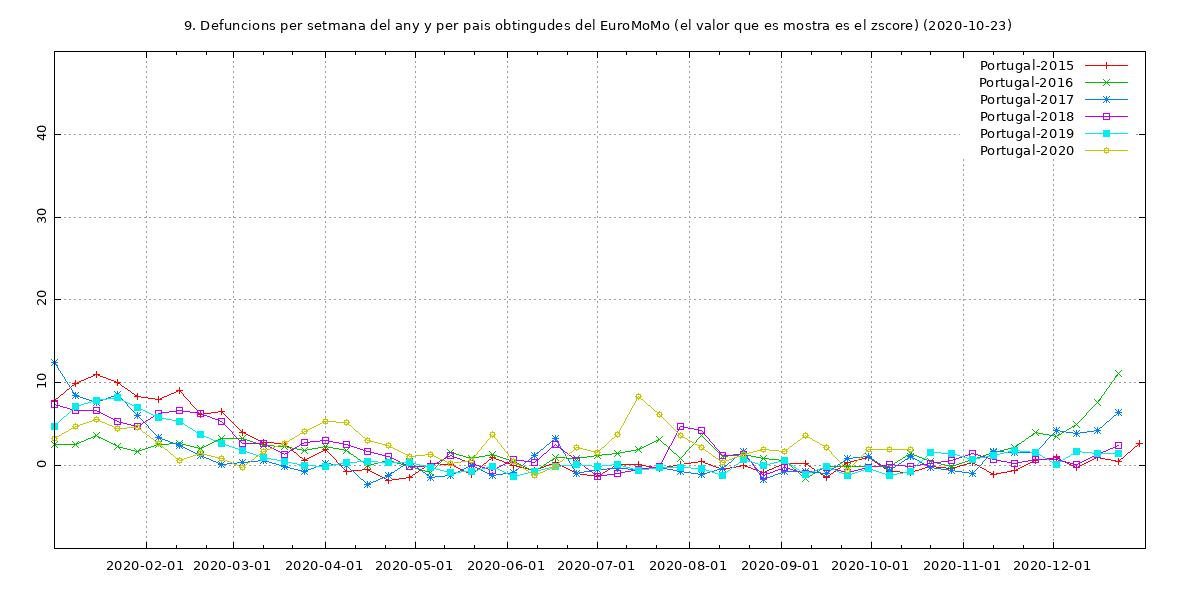 9. Defuncions per setmana del any y per pais obtingudes del EuroMoMo (el valor que es mostra es el zscore) (2020-10-23)
Portugal-2015
Portugal-2016
Portugal-2017
Portugal-2018
Portugal-2019
Portugal-2020
40
30
20
10
0
2020-02-01 2020-03-01 2020-04-01 2020-05-01 2020-06-01 2020-07-01 2020-08-01 2020-09-01 2020-10-01 2020-11-01 2020-12-01